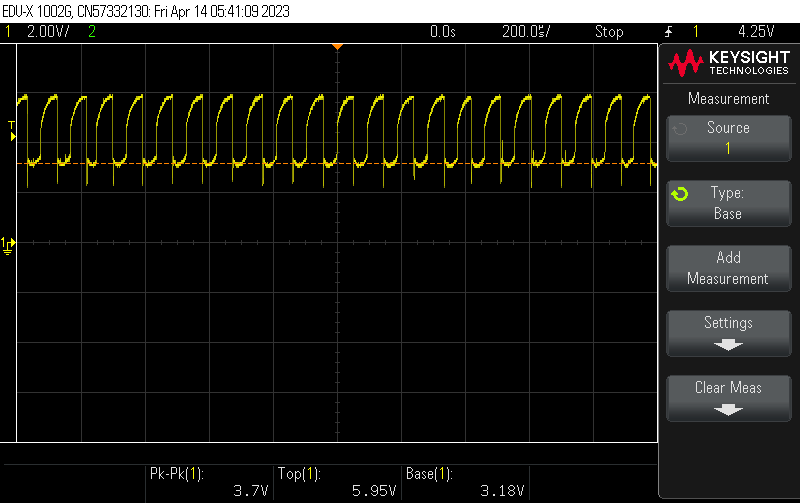 EDU-X 1002G, CN57332130: Fri Apr 14 05:41:09 2023
1 2.00V/ 2 0.0s 200.0㎲/ Stop 1 4.25V
KEYSIGHT
TECHNOLOGIES
Measurement
Source
1
Type:
Base
Add
Measurement
Settings
Clear Meas
T
1
Pk-Pk(1): Top(1): Base(1):
3.7V 5.95V 3.18V